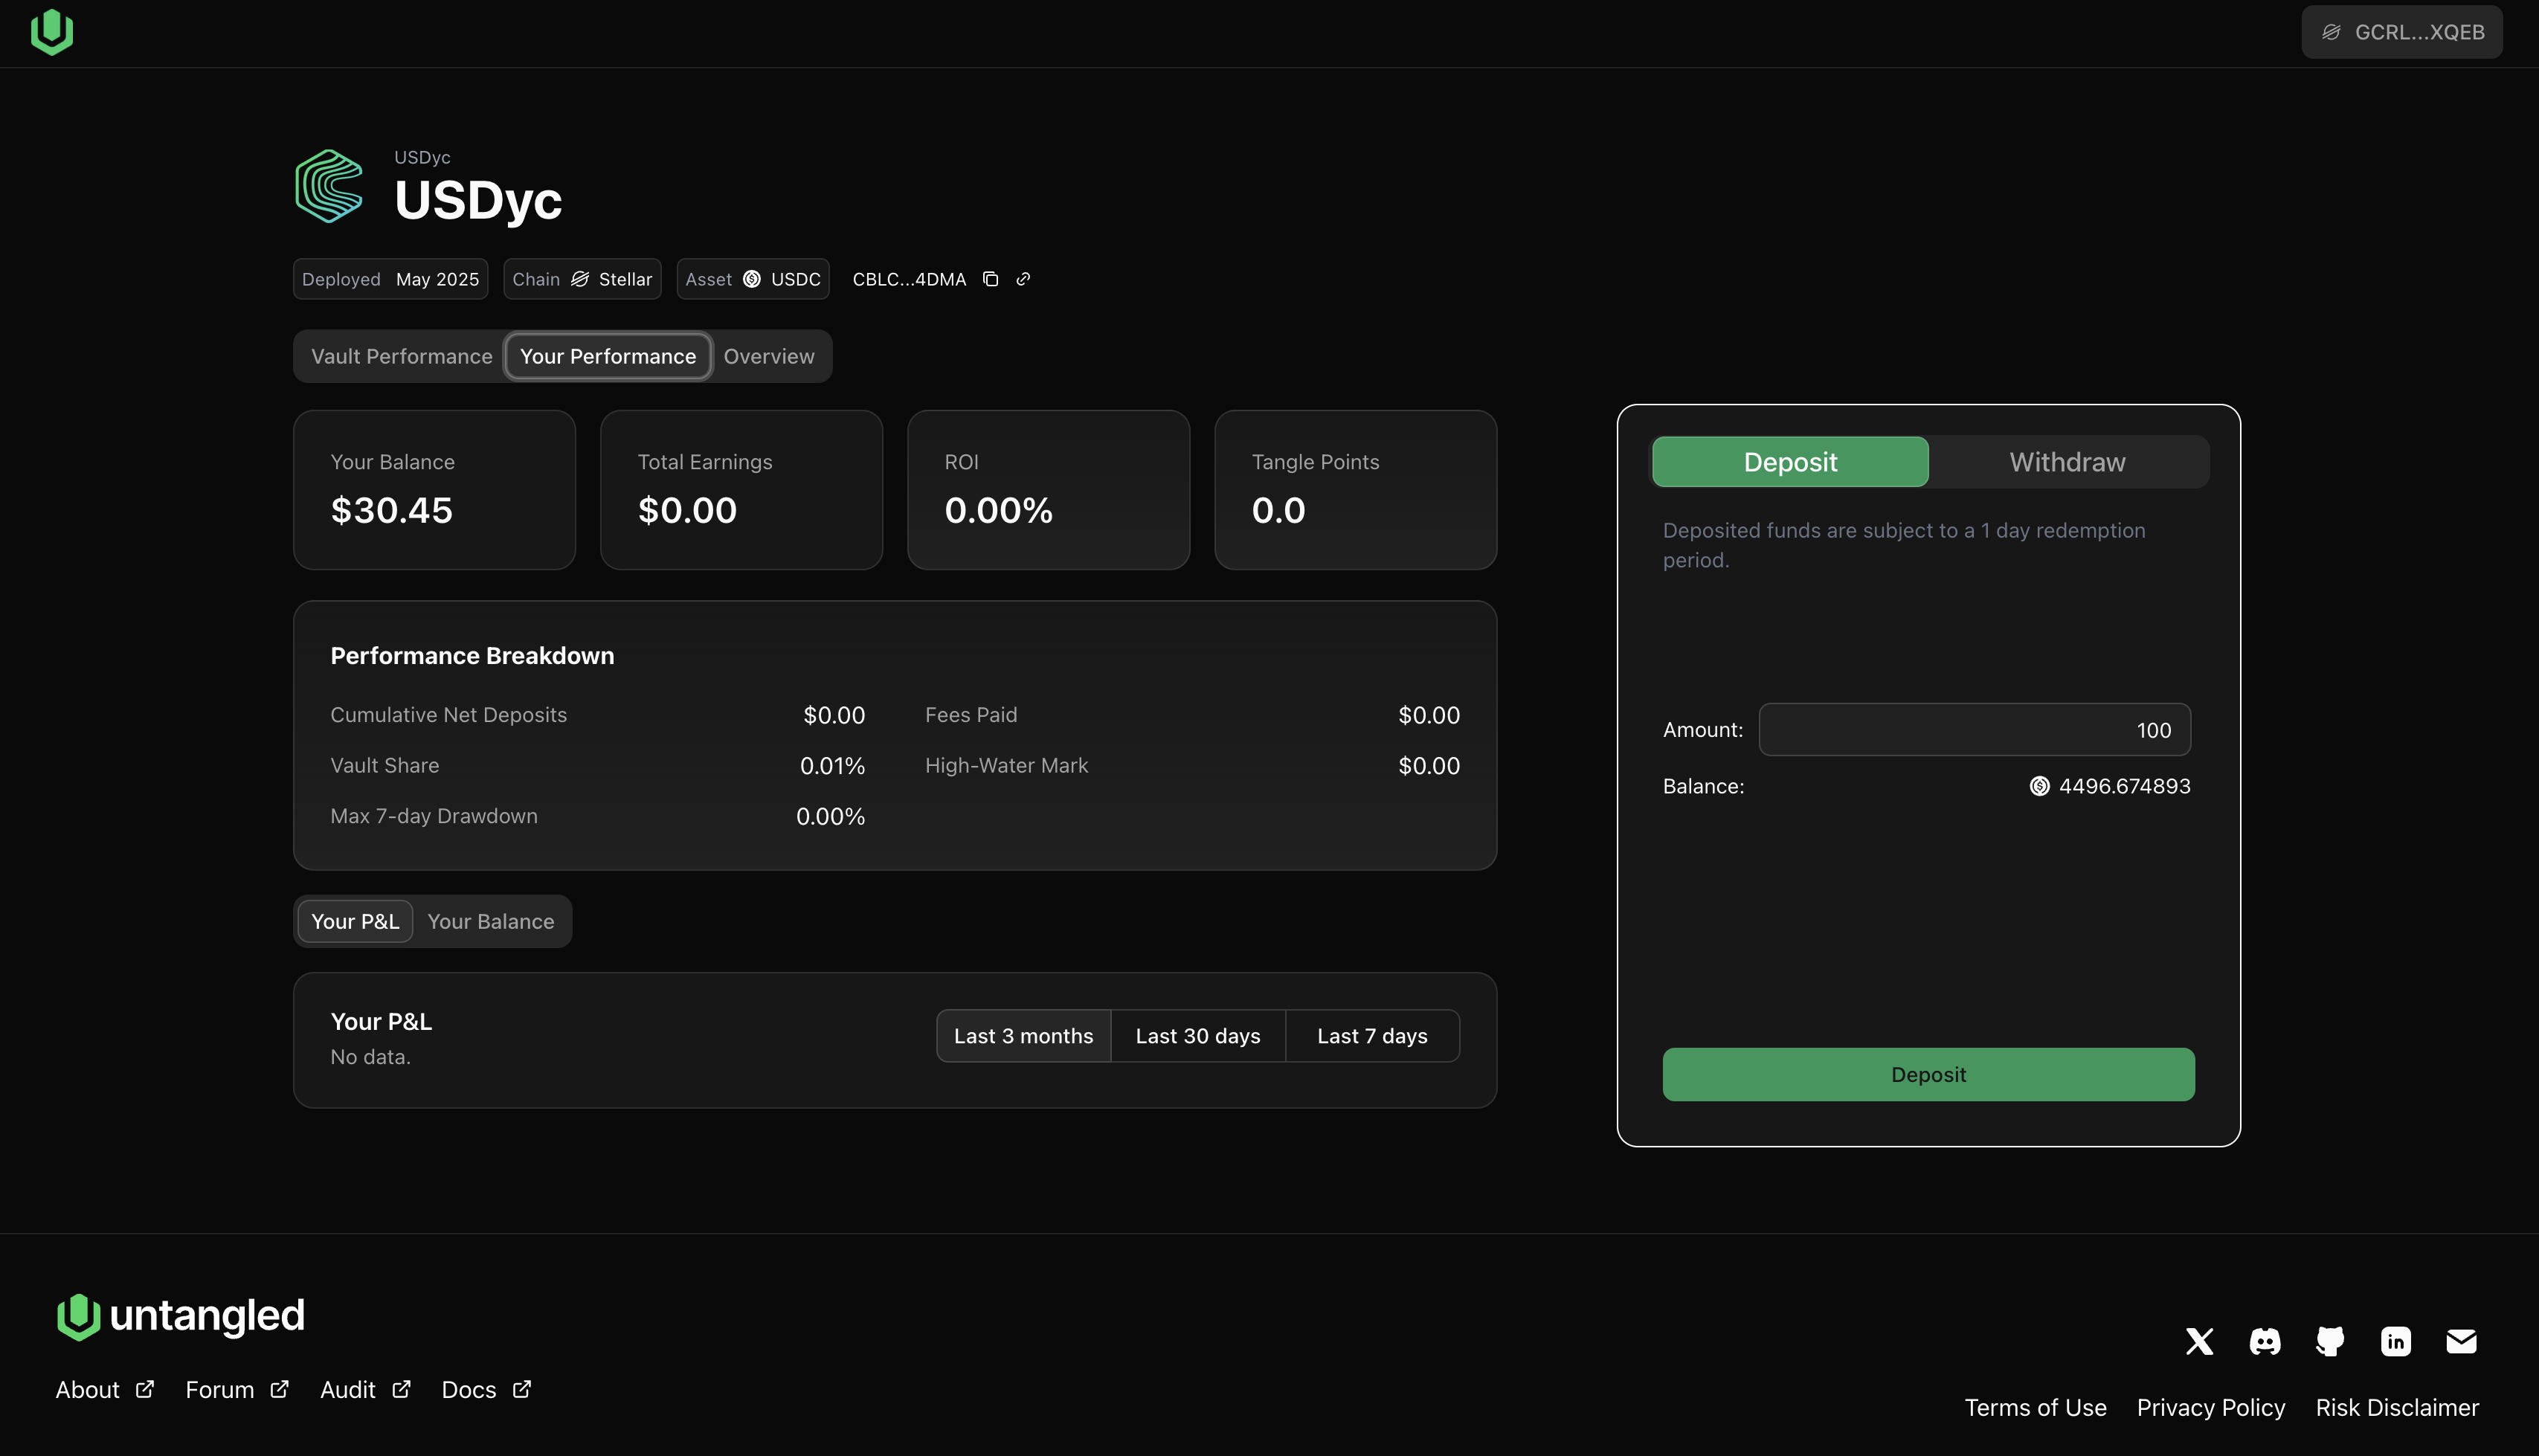 GCRL...XQEB
USDyc
USDyc
Deployed May 2025 Chain Stellar Asset USDC CBLC...4DMA
Vault Performance Your Performance Overview
Your Balance
$30.45
Total Earnings
$0.00
ROI
0.00%
Tangle Points
0.0
Performance Breakdown
Cumulative Net Deposits $0.00
Fees Paid $0.00
Vault Share 0.01%
High-Water Mark $0.00
Max 7-day Drawdown 0.00%
Your P&L Your Balance
Your P&L
No data.
Last 3 months Last 30 days Last 7 days
Deposit Withdraw
Deposited funds are subject to a 1 day redemption
period.
Amount: 100
Balance: 4496.674893
Deposit
untangled
About Forum Audit Docs
Terms of Use Privacy Policy Risk Disclaimer